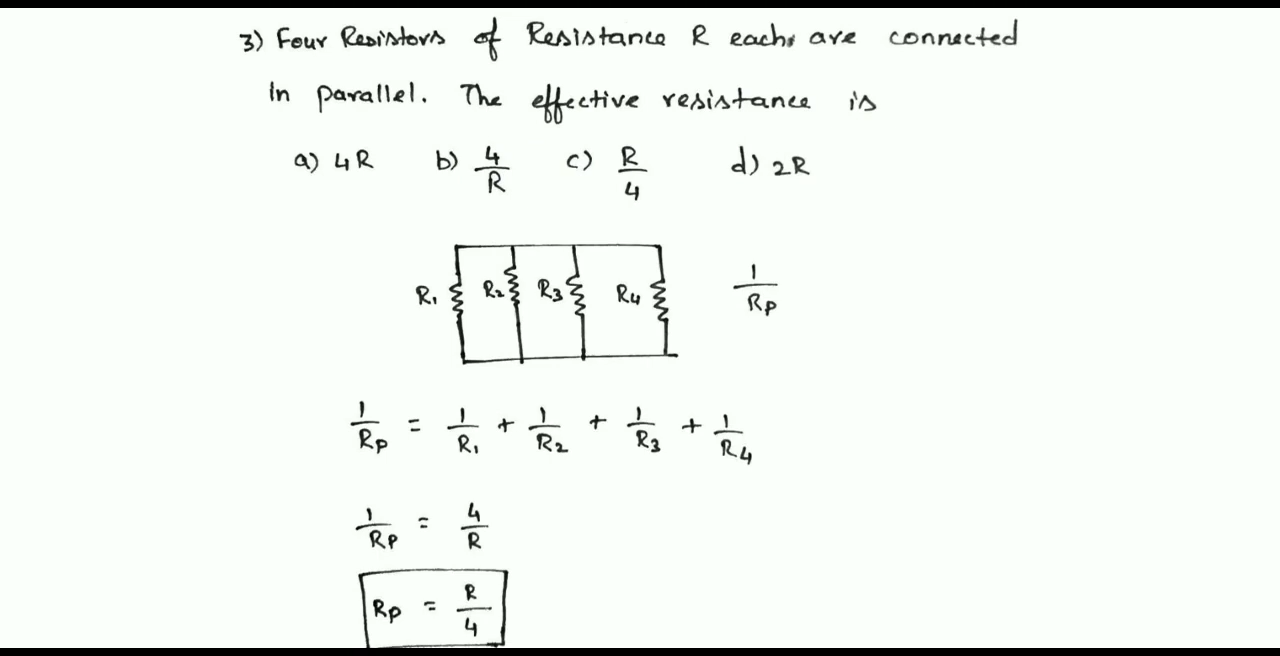 3) Four Resistors of Resistance R each, are connected
in parallel. The effective resistance is
a) 4R b) 4/R c) R/4 d) 2R
R1 R2 R3 R4 1/RP
1/RP = 1/R1 + 1/R2 + 1/R3 + 1/R4
1/RP = 4/R
RP = R/4